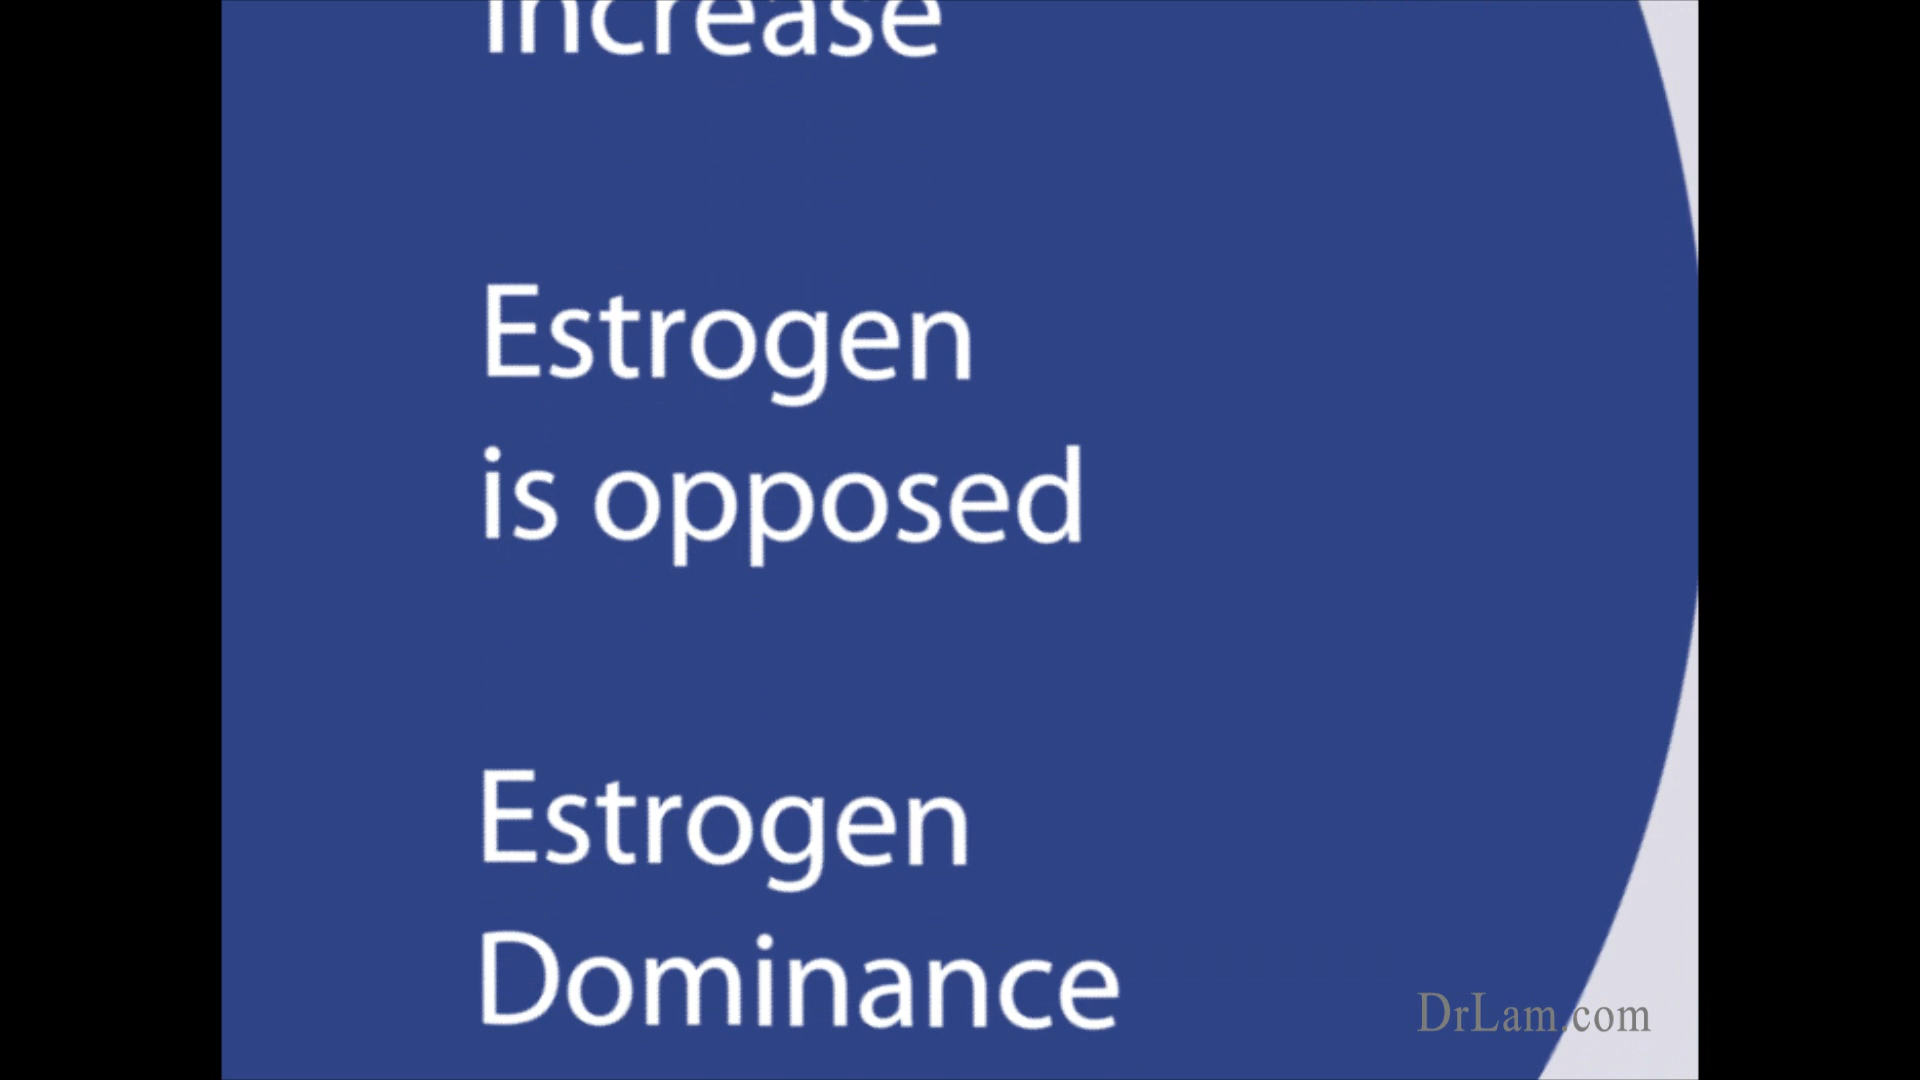 increase
Estrogen
is opposed
Estrogen
Dominance
DrLam.com